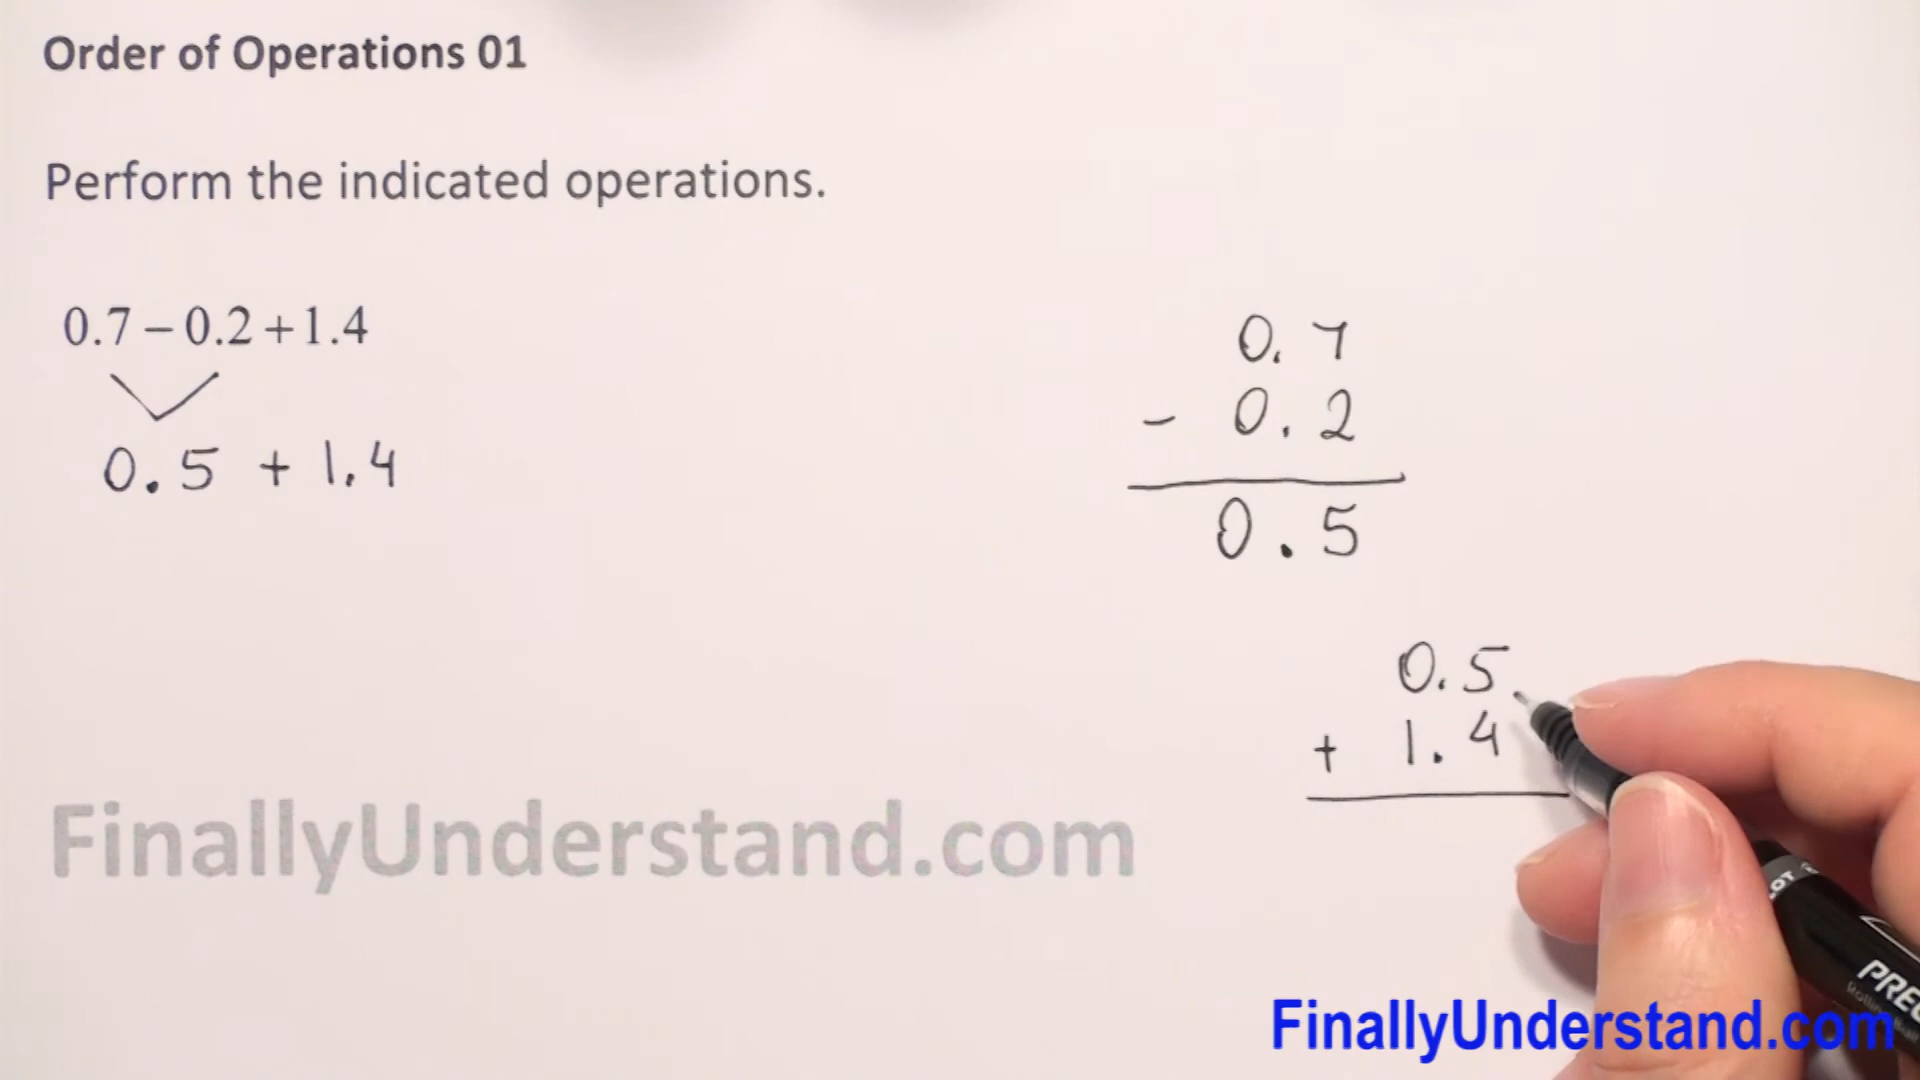 Order of Operations 01
Perform the indicated operations.
0.7 − 0.2 + 1.4
0.5 + 1.4
0.7
- 0.2
0.5
0.5
+ 1.4
FinallyUnderstand.com
FinallyUnderstand.com